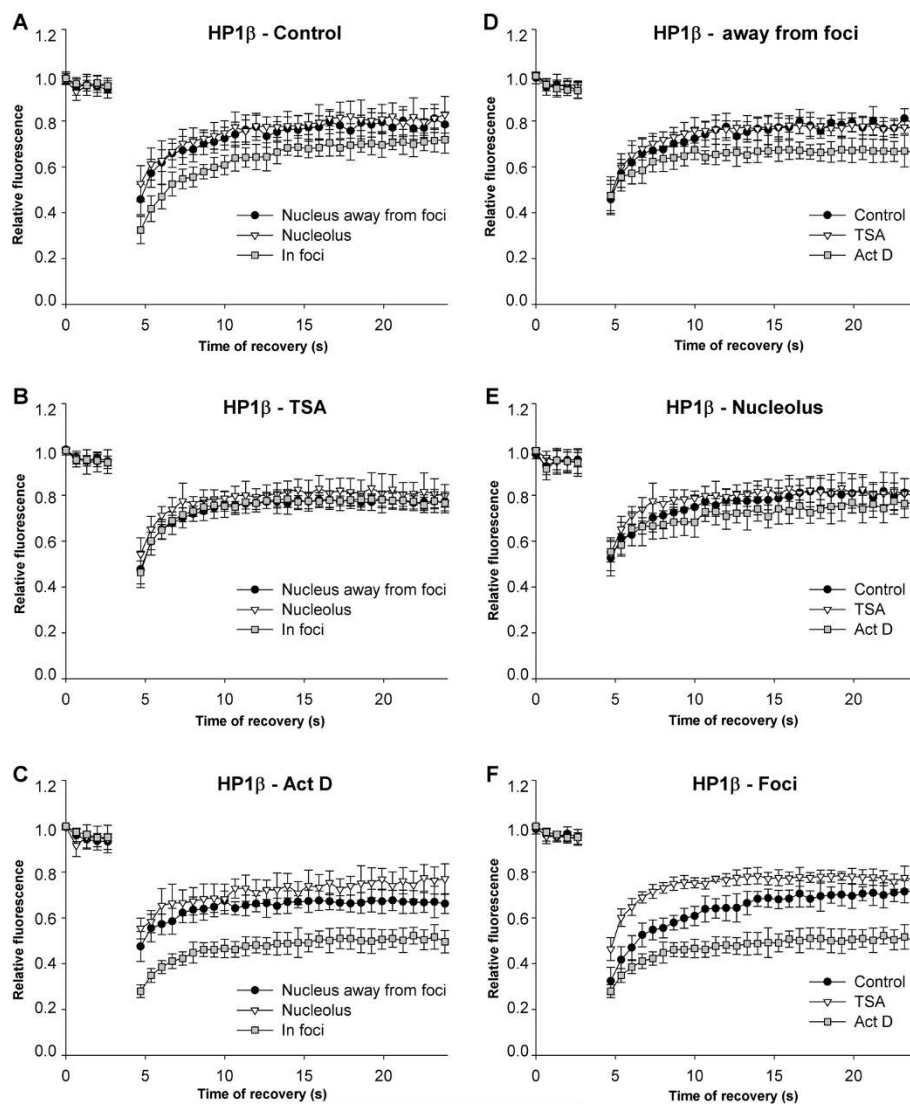 A
HP1β - Control
1.2
1.0
0.8
0.6
0.4
0.2
0.0
Relative fluorescence
Nucleus away from foci
Nucleolus
In foci
0 5 10 15 20
Time of recovery (s)
D
HP1β - away from foci
1.2
1.0
0.8
0.6
0.4
0.2
0.0
Relative fluorescence
Control
TSA
Act D
0 5 10 15 20
Time of recovery (s)
B
HP1β - TSA
1.2
1.0
0.8
0.6
0.4
0.2
0.0
Relative fluorescence
Nucleus away from foci
Nucleolus
In foci
0 5 10 15 20
Time of recovery (s)
E
HP1β - Nucleolus
1.2
1.0
0.8
0.6
0.4
0.2
0.0
Relative fluorescence
Control
TSA
Act D
0 5 10 15 20
Time of recovery (s)
C
HP1β - Act D
1.2
1.0
0.8
0.6
0.4
0.2
0.0
Relative fluorescence
Nucleus away from foci
Nucleolus
In foci
0 5 10 15 20
Time of recovery (s)
F
HP1β - Foci
1.2
1.0
0.8
0.6
0.4
0.2
0.0
Relative fluorescence
Control
TSA
Act D
0 5 10 15 20
Time of recovery (s)